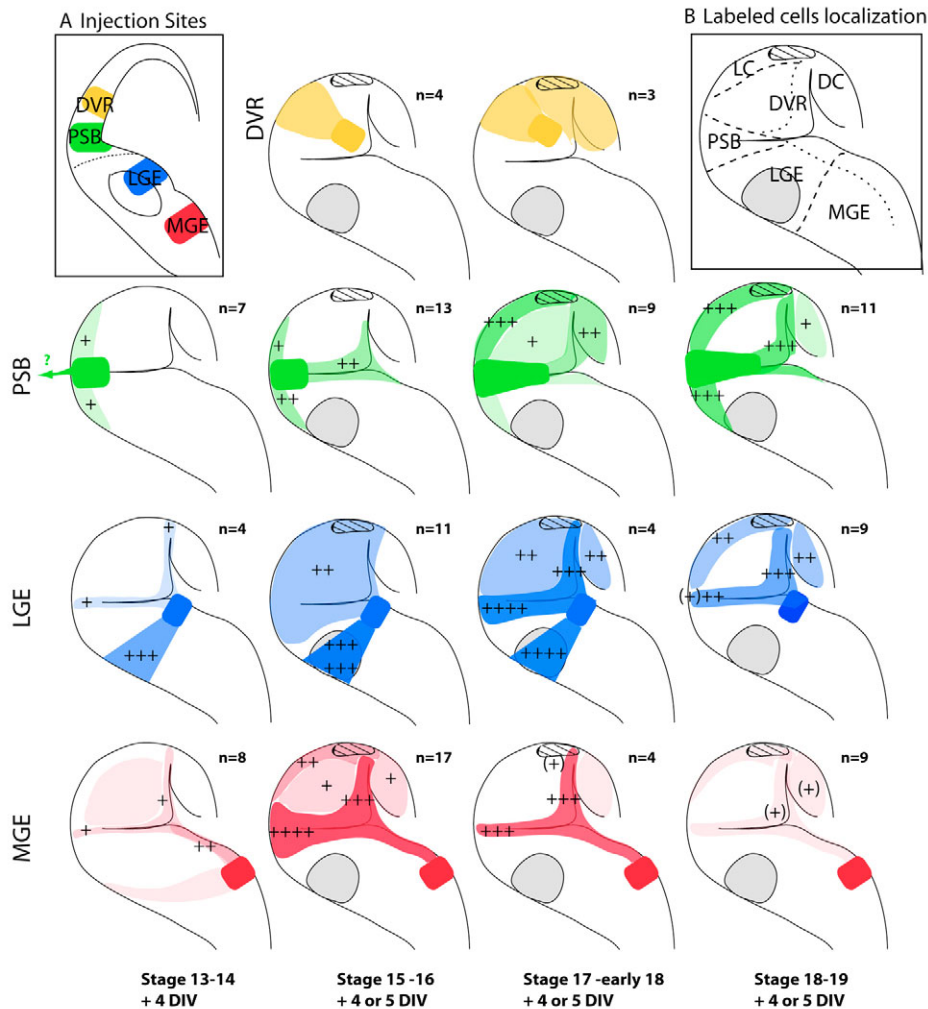 A Injection Sites
B Labeled cells localization
DVR
PSB
LGE
MGE
DVR
n=4
n=3
LC
DC
DVR
PSB
LGE
MGE
PSB
n=7
+
?
+
n=13
+
++
++
n=9
+++
+
++
n=11
+++
+
+++
+++
LGE
n=4
+
+
+++
n=11
++
+++
+++
n=4
++
++
+++
++++
++++
n=9
++
++
+++
(+)++
MGE
n=8
+
+
++
n=17
++
+
+
+++
++++
n=4
(+)
+++
+++
n=9
(+)
(+)
Stage 13-14
+ 4 DIV
Stage 15 -16
+ 4 or 5 DIV
Stage 17 -early 18
+ 4 or 5 DIV
Stage 18-19
+ 4 or 5 DIV